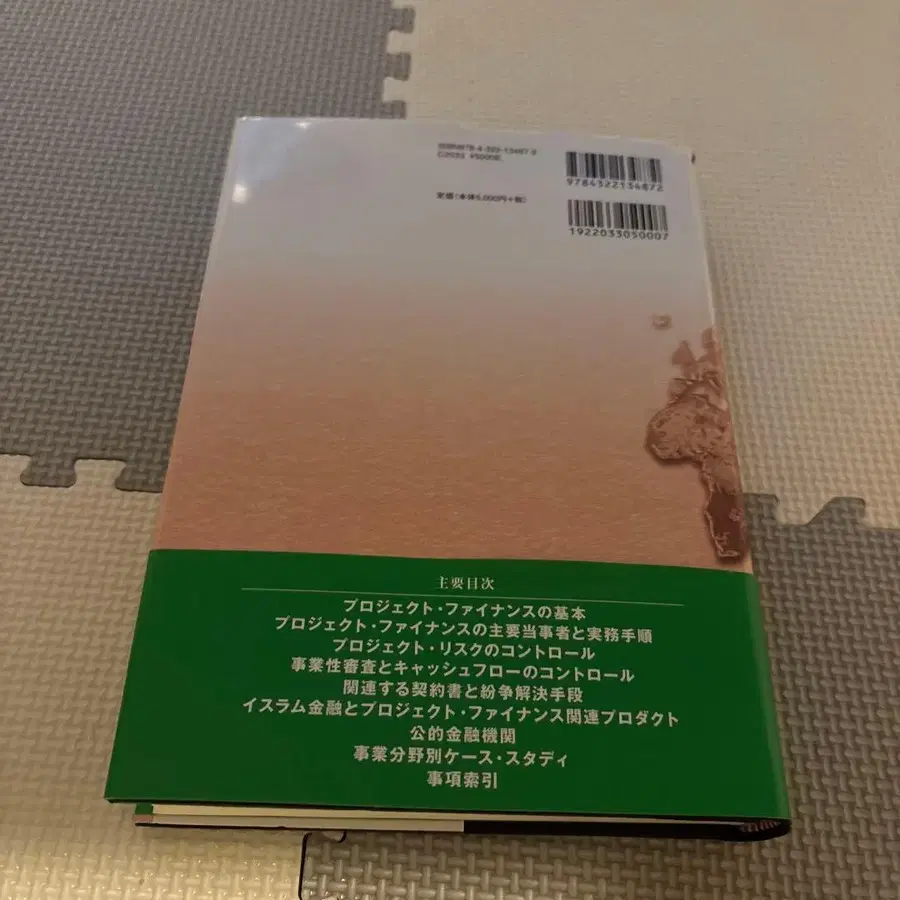 ISBN978-4-322-13487-2
C2033 ¥5000E
定価(本体5,000円+税)
9784322134872
1922033050007
主要目次
プロジェクト・ファイナンスの基本
プロジェクト・ファイナンスの主要当事者と実務手順
プロジェクト・リスクのコントロール
事業性審査とキャッシュフローのコントロール
関連する契約書と紛争解決手段
イスラム金融とプロジェクト・ファイナンス関連プロダクト
公的金融機関
事業分野別ケース・スタディ
事項索引